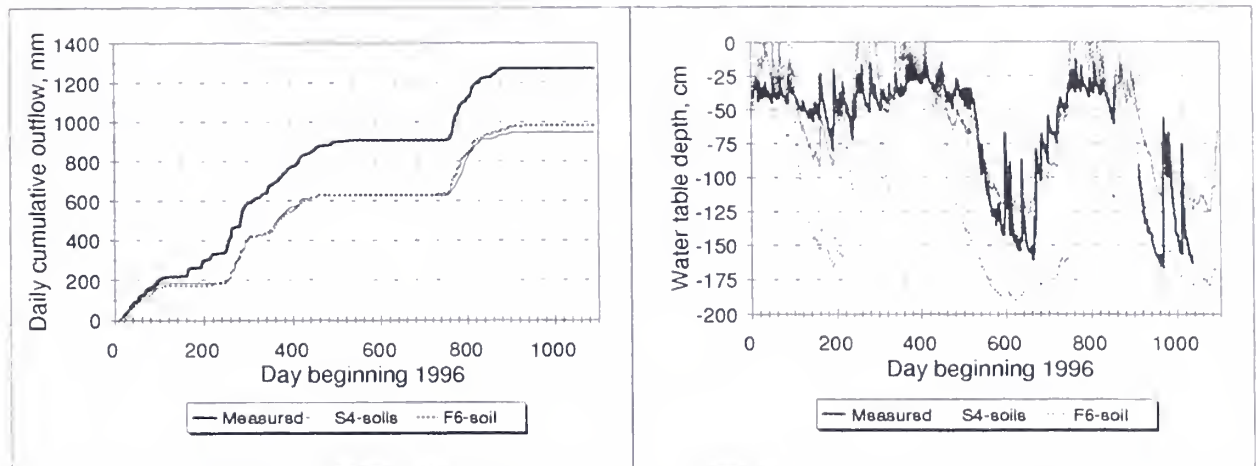 1400
1200
1000
800
600
400
200
0
Daily cumulative outflow, mm
0 200 400 600 800 1000
Day beginning 1996
Measursd S4-soils F6-soil
0
-25
-50
-75
-100
-125
-150
-175
-200
Water table depth, cm
0 200 400 600 800 1000
Day beginning 1996
Measursd S4-soils F6-soil